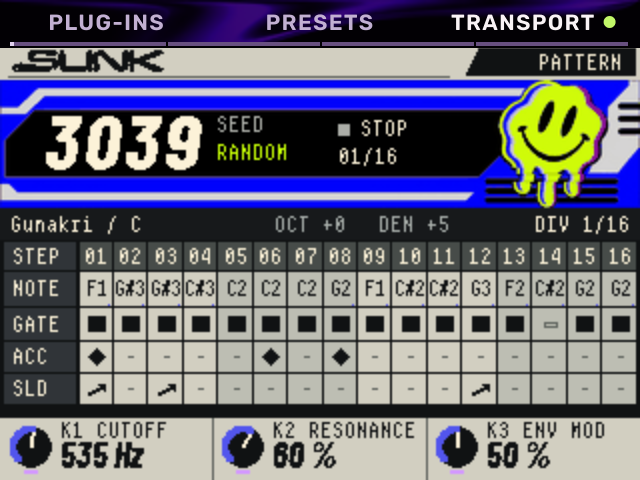 PLUG-INS PRESETS TRANSPORT
SLINK PATTERN
3039 SEED RANDOM STOP 01/16
Gunakri / C OCT +0 DEN +5 DIV 1/16
STEP 01 02 03 04 05 06 07 08 09 10 11 12 13 14 15 16
NOTE F1 G#3 G#3 C#3 C2 C2 C2 G2 F1 C#2 C#2 G3 F2 C#2 G2 G2
GATE
ACC - - - - - - - - - - - - -
SLD - - - - - - - - - - - - -
K1 CUTOFF K2 RESONANCE K3 ENV MOD
535 Hz 60 % 50 %